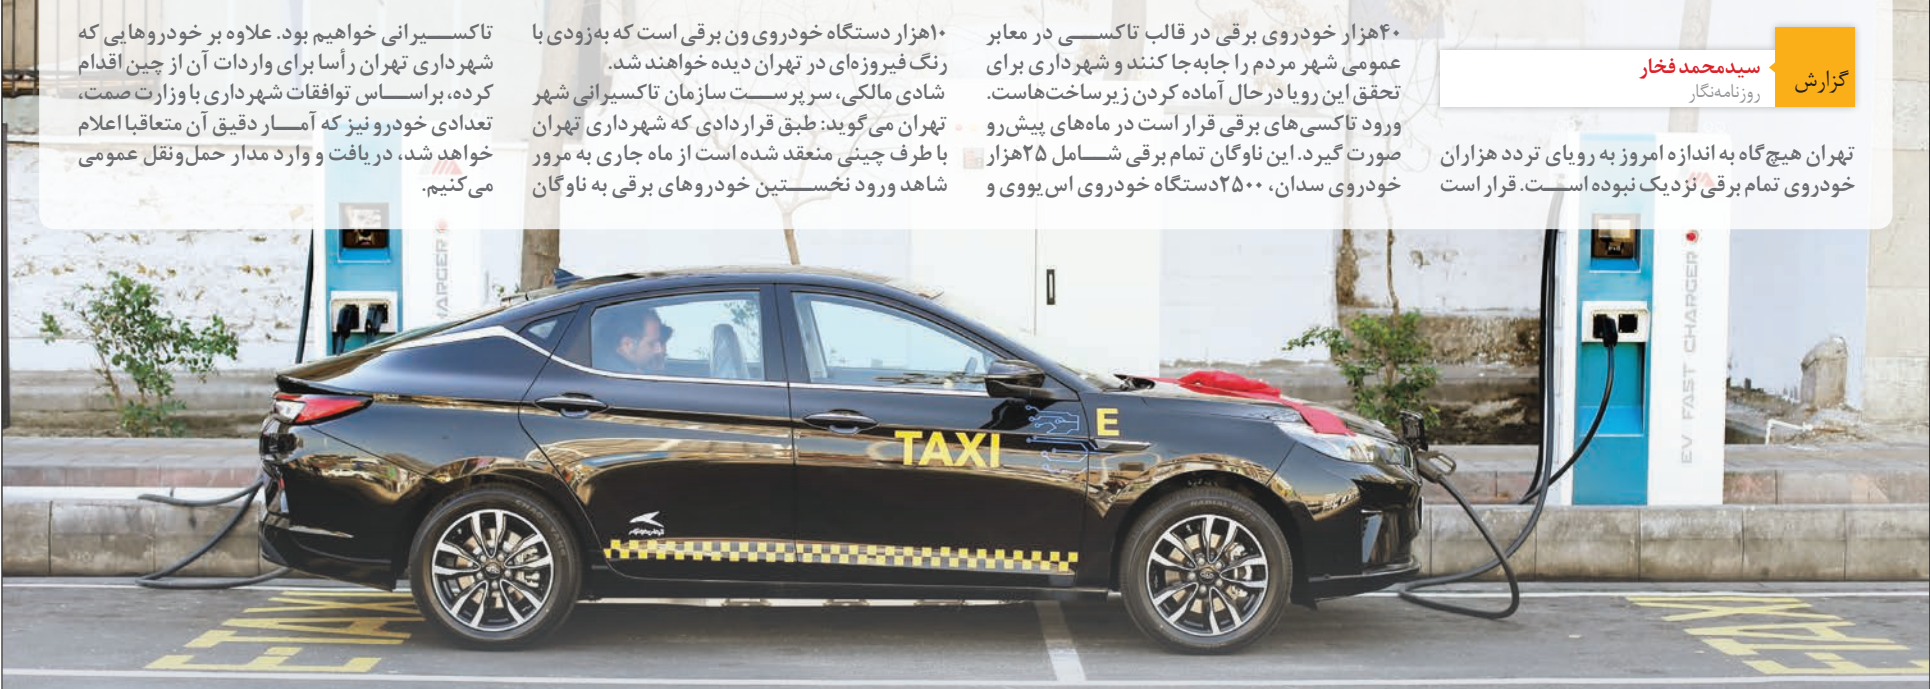 گزارش
سیدمحمد فخار
روزنامه‌نگار
تهران هیچ‌گاه به اندازه امروز به رویای تردد هزاران
خودروی تمام برقی نزدیک نبوده است. قرار است
۴۰هزار خودروی برقی در قالب تاکسی در معابر
عمومی شهر مردم را جابه‌جا کنند و شهرداری برای
تحقق این رویا درحال آماده کردن زیرساخت‌هاست.
ورود تاکسی‌های برقی قرار است در ماه‌های پیش‌رو
صورت گیرد. این ناوگان تمام برقی شامل ۲۵هزار
خودروی سدان، ۲۵۰۰دستگاه خودروی اس‌یو‌وی و
۱۰هزار دستگاه خودروی ون برقی است که به‌زودی با
رنگ فیروزه‌ای در تهران دیده خواهند شد.
شادی مالکی، سرپرست سازمان تاکسیرانی شهر
تهران می‌گوید: طبق قراردادی که شهرداری تهران
با طرف چینی منعقد شده است از ماه جاری به مرور
شاهد ورود نخستین خودروهای برقی به ناوگان
تاکسیرانی خواهیم بود. علاوه بر خودروهایی که
شهرداری تهران رأسا برای واردات آن از چین اقدام
کرده، براساس توافقات شهرداری با وزارت صمت،
تعدادی خودرو نیز که آمار دقیق آن متعاقبا اعلام
خواهد شد، دریافت و وارد مدار حمل‌ونقل عمومی
می‌کنیم.
EV FAST CHARGER
ARGER
TAXI
E
E-TAXI
E-TAXI